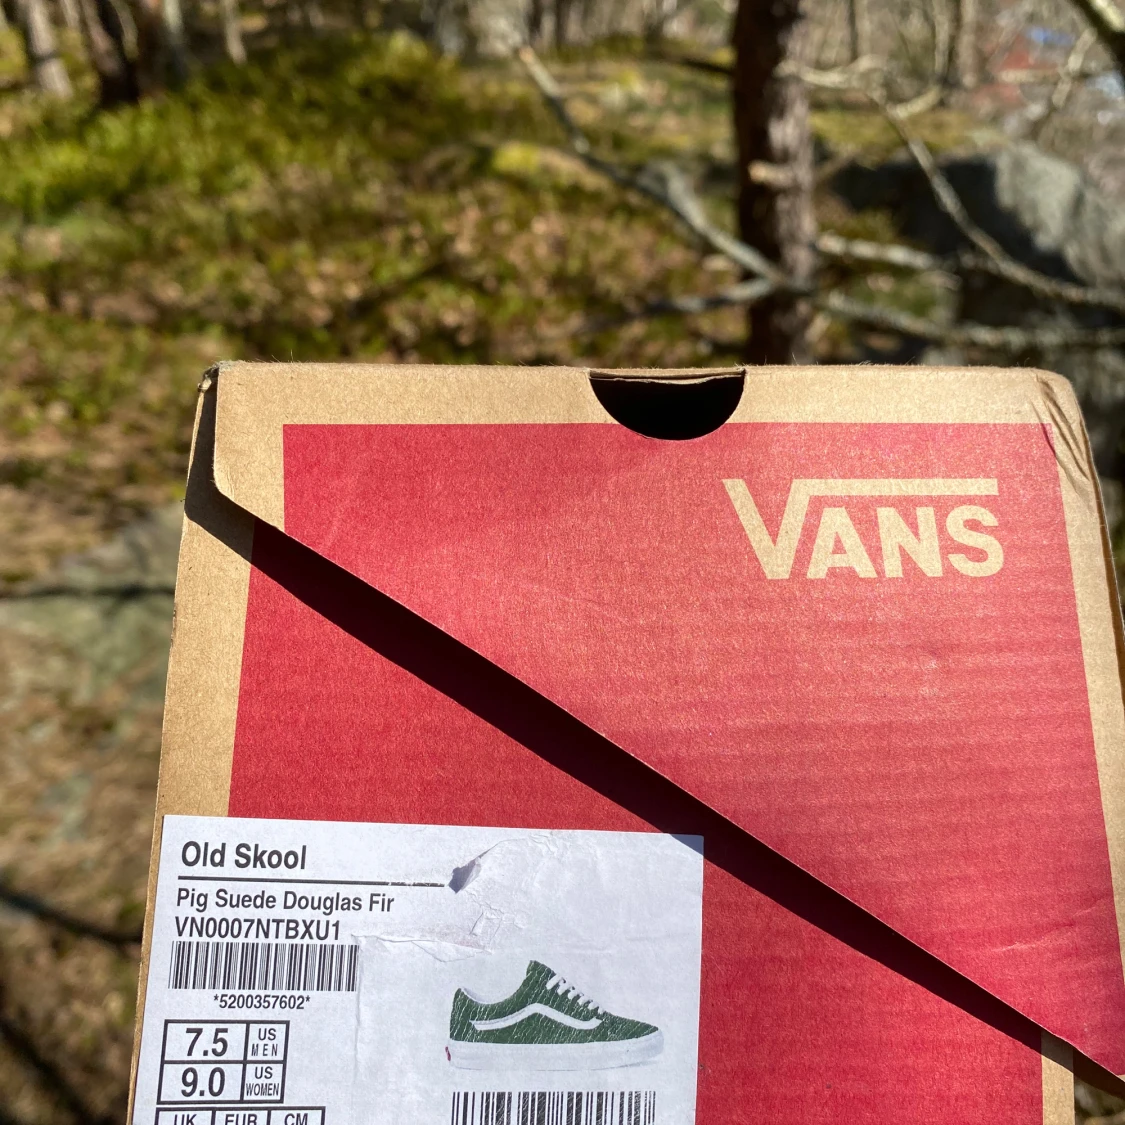 VANS
Old Skool
Pig Suede Douglas Fir
VN0007NTBXU1
*5200357602*
7.5 US MEN
9.0 US WOMEN
UK EUR CM